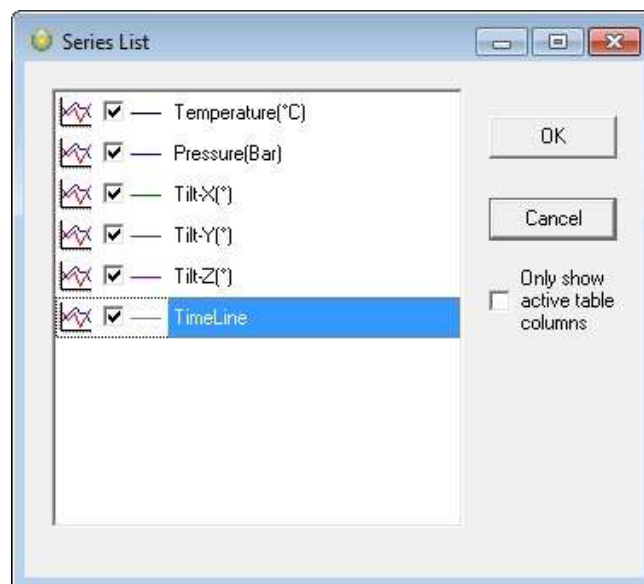 Series List
Temperature(°C)
Pressure(Bar)
Tilt-X(°)
Tilt-Y(°)
Tilt-Z(°)
TimeLine
OK
Cancel
Only show
active table
columns